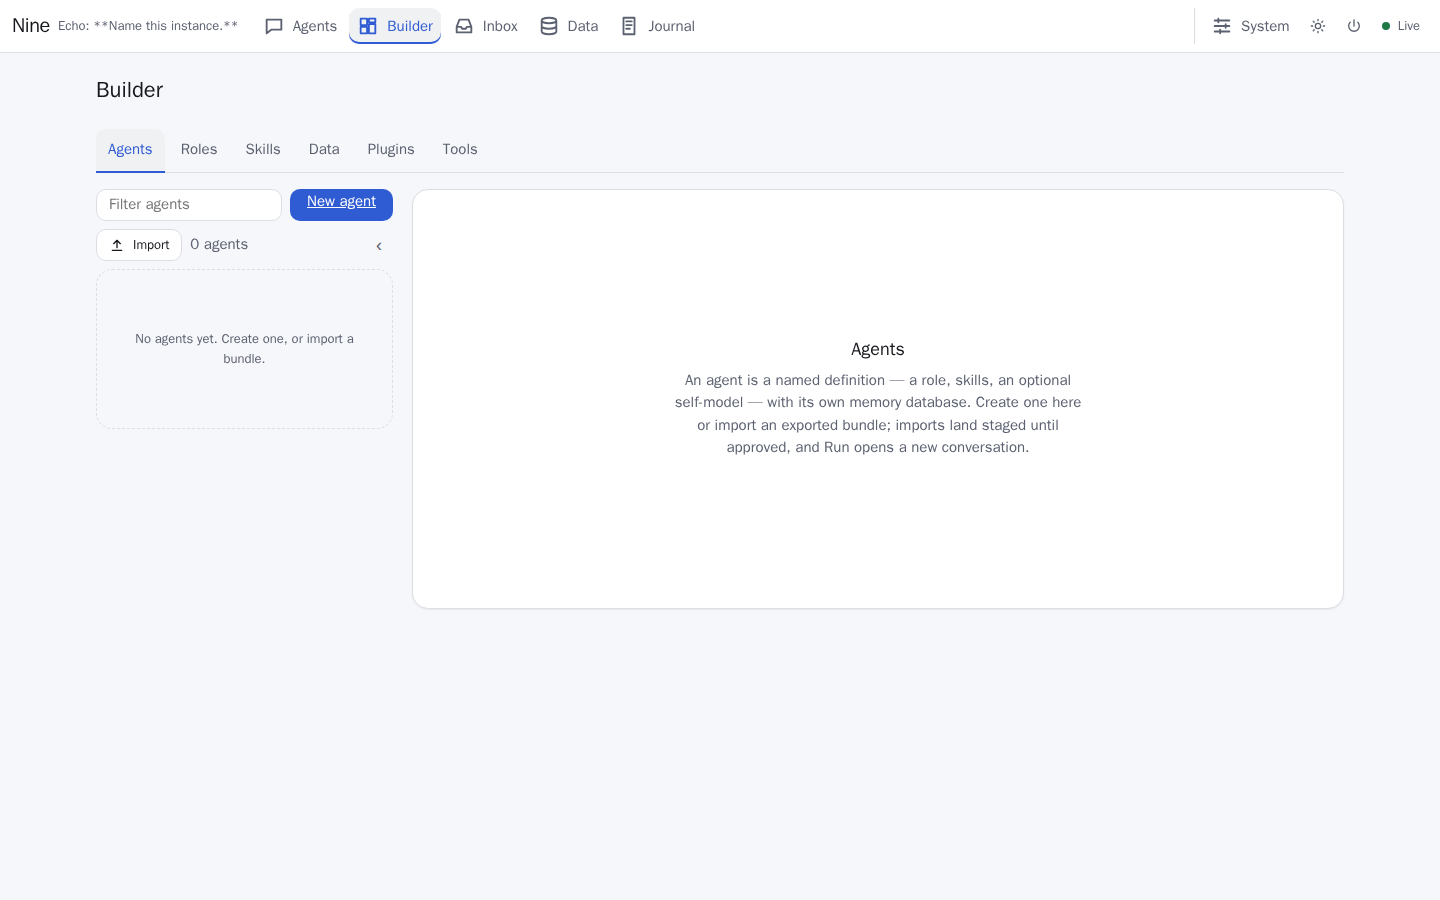 Nine Echo: **Name this instance.** Agents Builder Inbox Data Journal System Live
Builder
Agents Roles Skills Data Plugins Tools
Filter agents New agent
Import 0 agents
No agents yet. Create one, or import a
bundle.
Agents
An agent is a named definition — a role, skills, an optional
self-model — with its own memory database. Create one here
or import an exported bundle; imports land staged until
approved, and Run opens a new conversation.